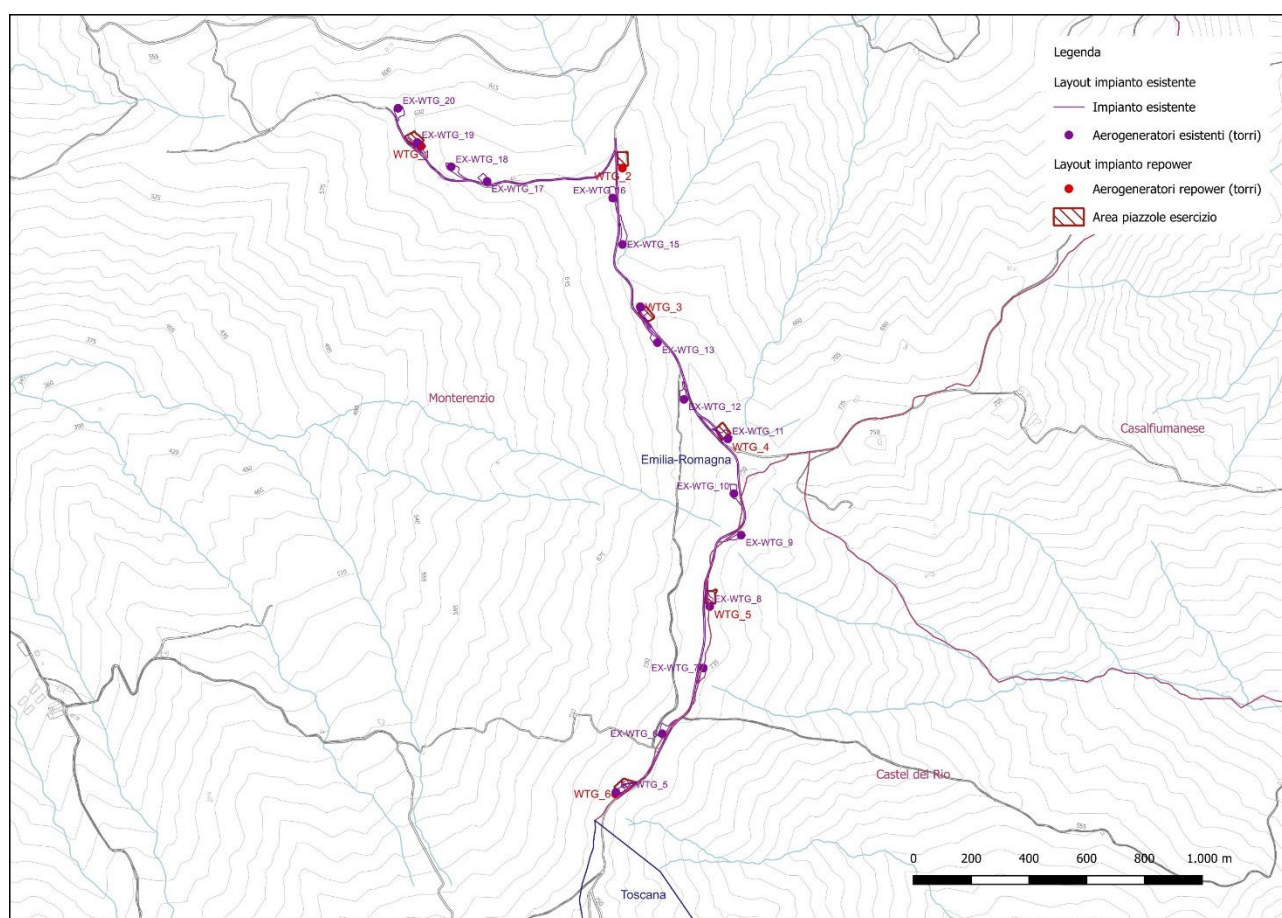 Legenda
Layout impianto esistente
Impianto esistente
Aerogeneratori esistenti (torri)
Layout impianto repower
Aerogeneratori repower (torri)
Area piazzole esercizio
EX-WTG_20
EX-WTG_19
WTG_1
EX-WTG_18
EX-WTG_17
WTG_2
EX-WTG_16
EX-WTG_15
WTG_3
EX-WTG_13
EX-WTG_12
EX-WTG_11
WTG_4
Monterenzio
Casalfiumanese
Emilia-Romagna
EX-WTG_10
EX-WTG_9
EX-WTG_8
WTG_5
EX-WTG_7
EX-WTG_6
EX-WTG_5
WTG_6
Castel del Rio
Toscana
0 200 400 600 800 1.000 m